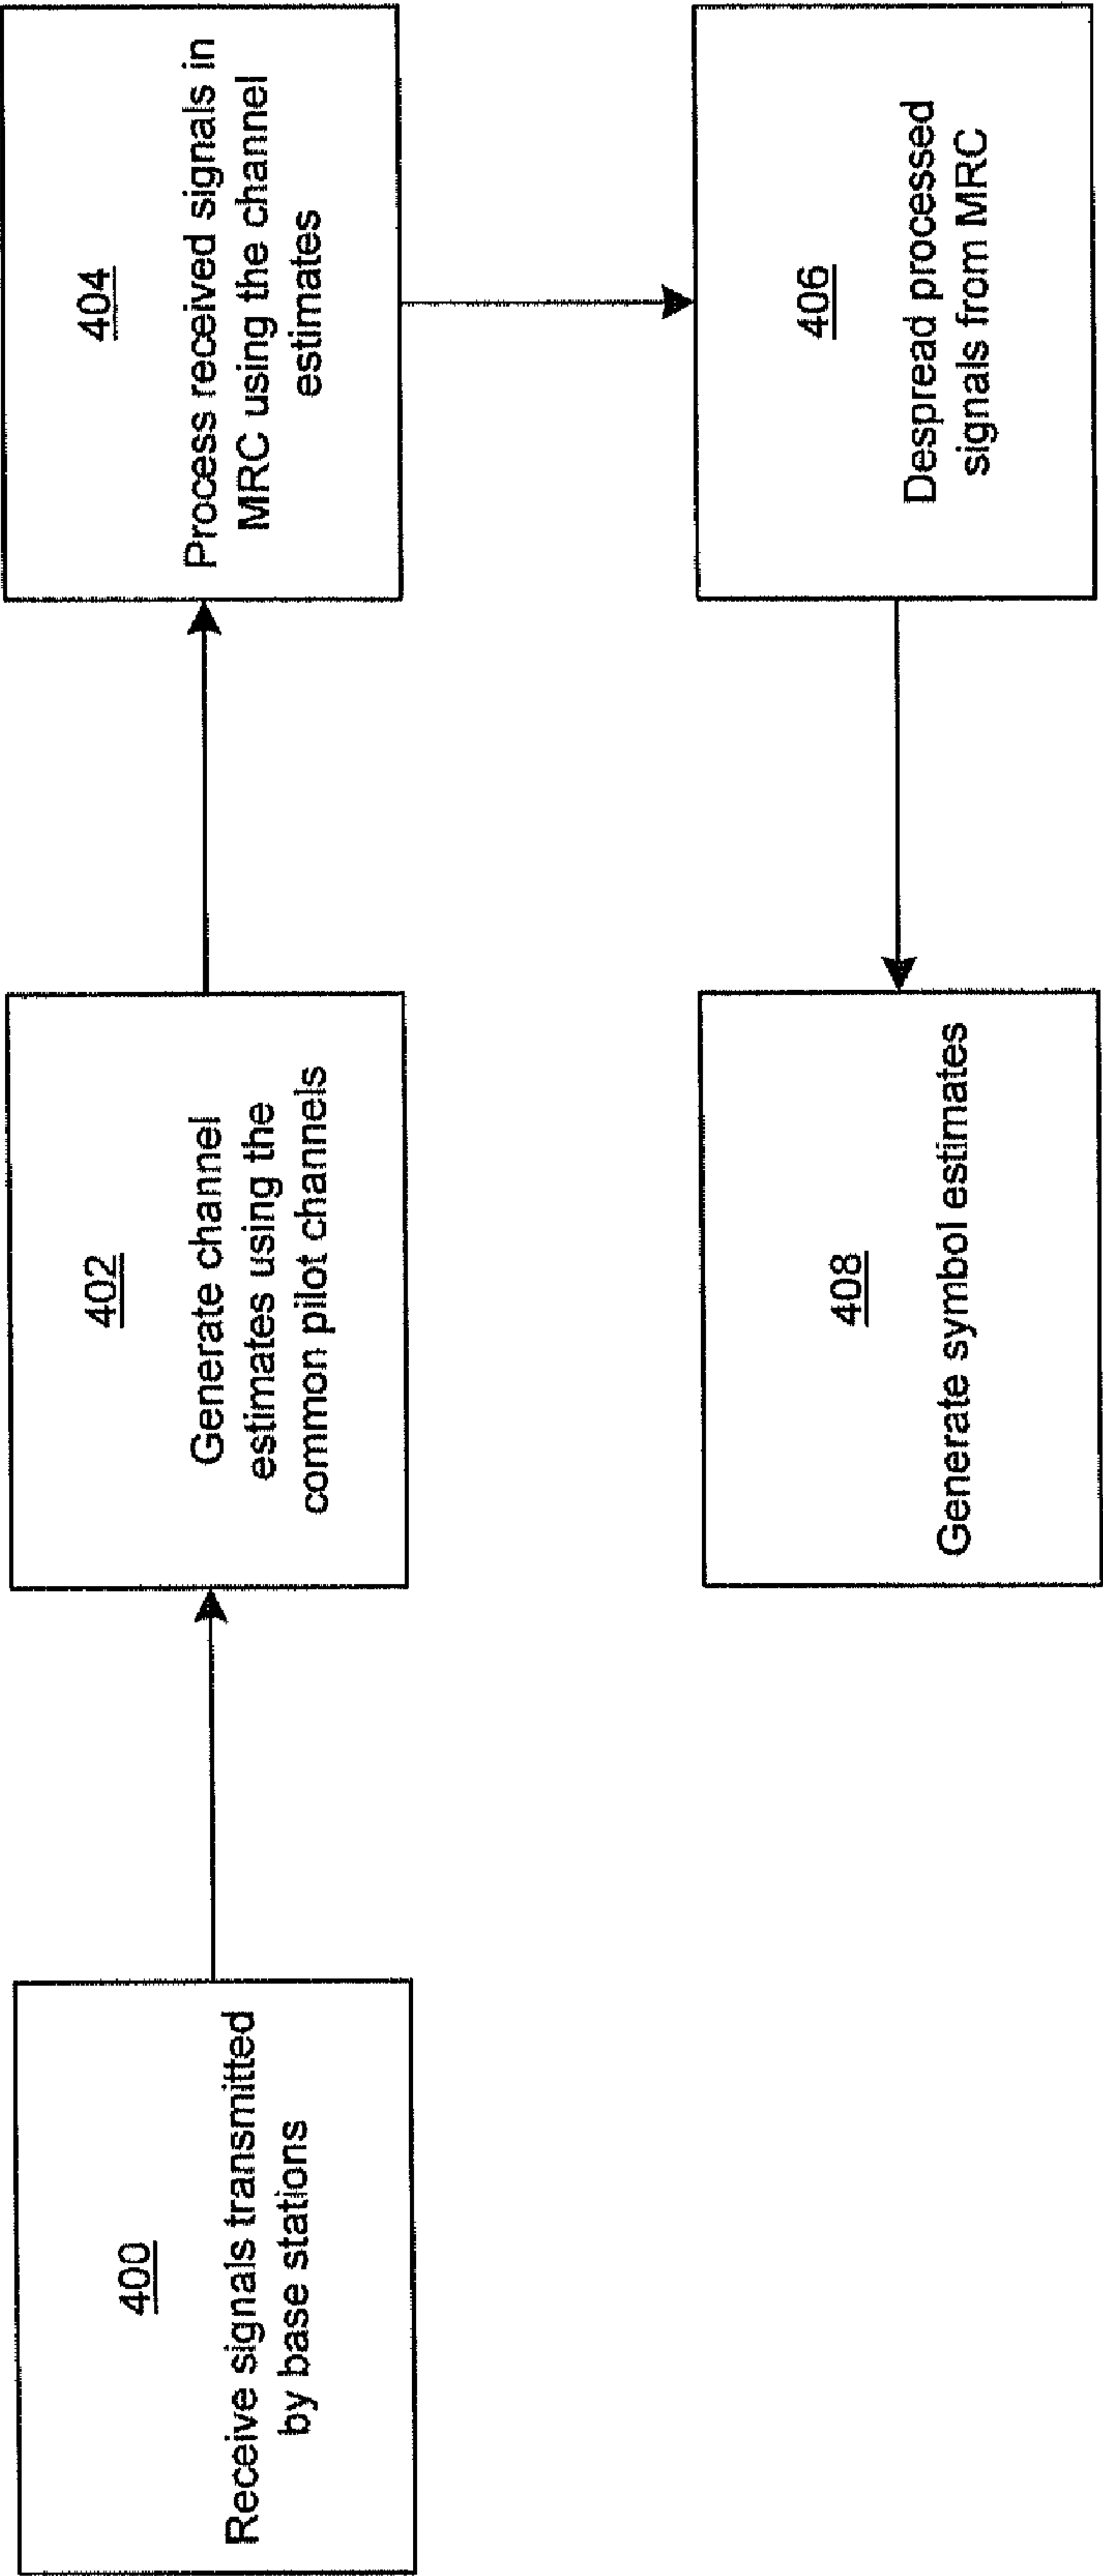 400
Receive signals transmitted
by base stations
402
Generate channel
estimates using the
common pilot channels
404
Process received signals in
MRC using the channel
estimates
406
Despread processed
signals from MRC
408
Generate symbol estimates